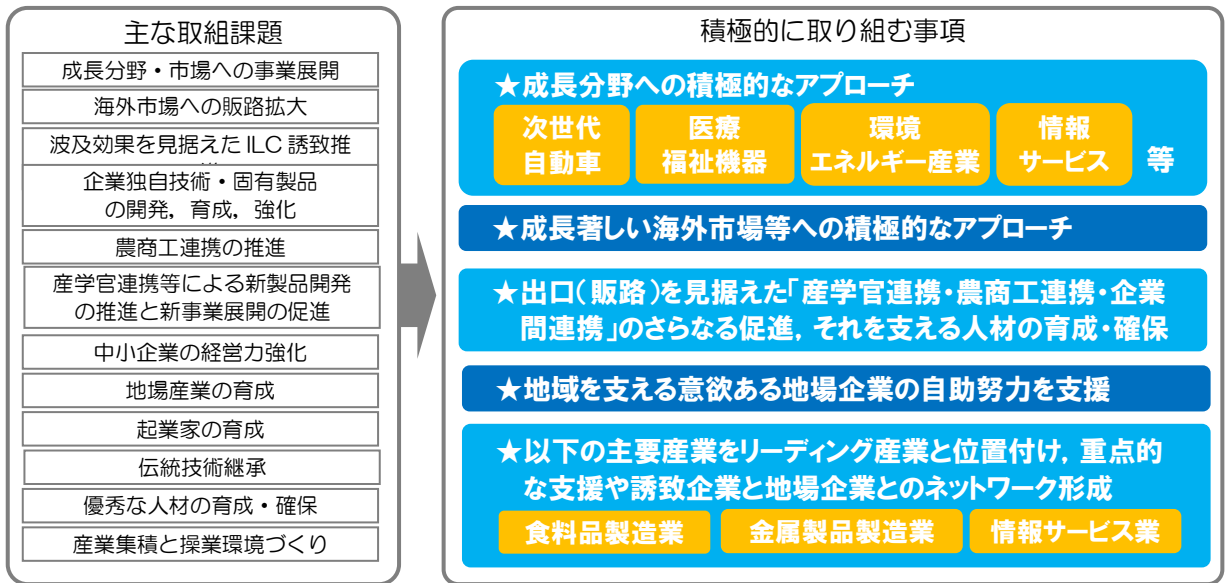 主な取組課題
成長分野・市場への事業展開
海外市場への販路拡大
波及効果を見据えた ILC 誘致推
企業独自技術・固有製品
の開発，育成，強化
農商工連携の推進
産学官連携等による新製品開発
の推進と新事業展開の促進
中小企業の経営力強化
地場産業の育成
起業家の育成
伝統技術継承
優秀な人材の育成・確保
産業集積と操業環境づくり
積極的に取り組む事項
★成長分野への積極的なアプローチ
次世代
自動車
医療
福祉機器
環境
エネルギー産業
情報
サービス
等
★成長著しい海外市場等への積極的なアプローチ
★出口（販路）を見据えた「産学官連携・農商工連携・企業
間連携」のさらなる促進，それを支える人材の育成・確保
★地域を支える意欲ある地場企業の自助努力を支援
★以下の主要産業をリーディング産業と位置付け，重点的
な支援や誘致企業と地場企業とのネットワーク形成
食料品製造業
金属製品製造業
情報サービス業